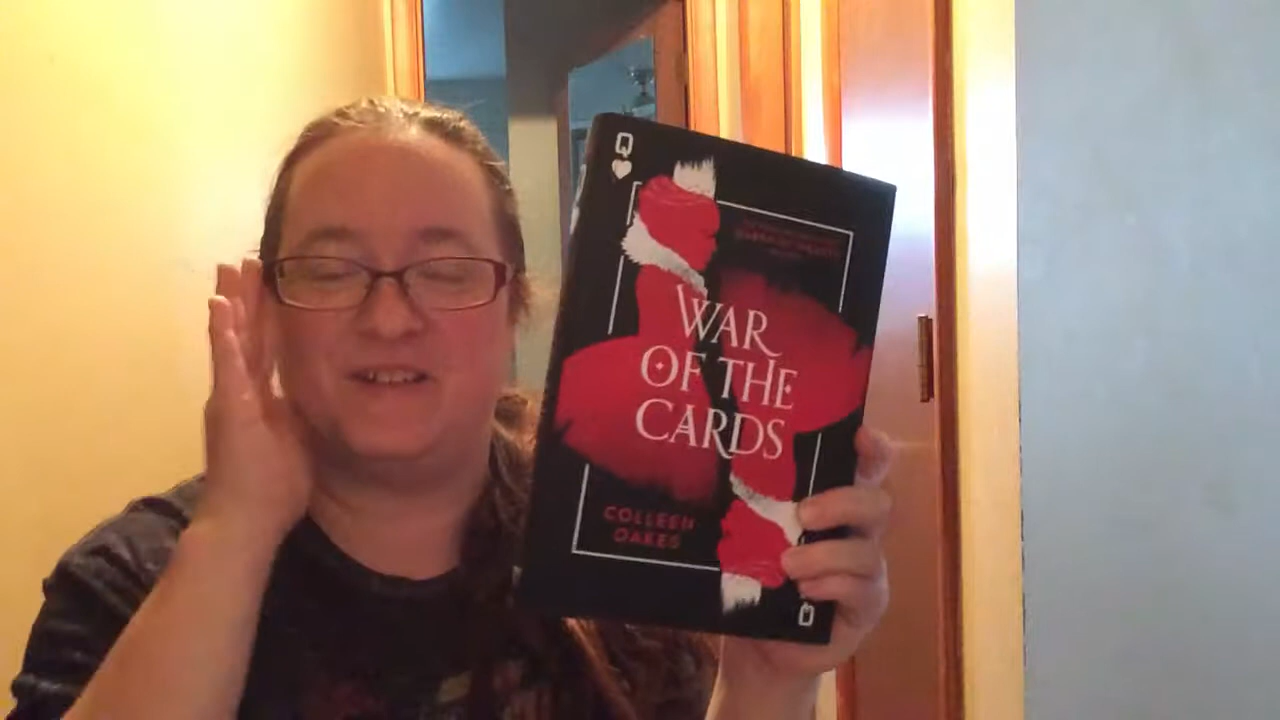 Q
WAR
OF THE
CARDS
COLLEEN
OAKES
Q